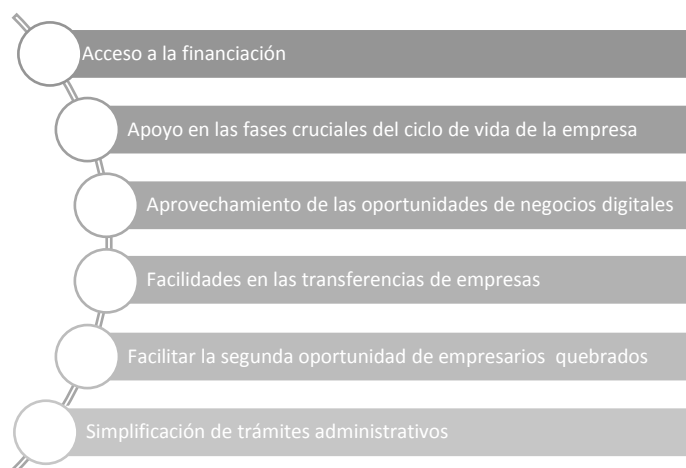 Acceso a la financiación
Apoyo en las fases cruciales del ciclo de vida de la empresa
Aprovechamiento de las oportunidades de negocios digitales
Facilidades en las transferencias de empresas
Facilitar la segunda oportunidad de empresarios quebrados
Simplificación de trámites administrativos